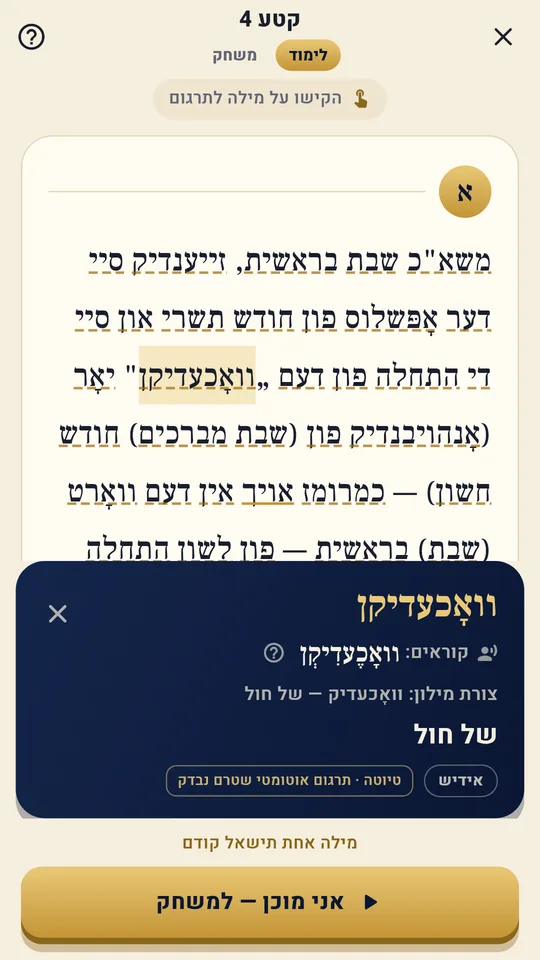 קטע 4
לימוד
משחק
הקישו על מילה לתרגום
א
משא"כ שבת בראשית, זייענדיק סיי
דער אָפּשלוס פון חודש תשרי און סיי
די התחלה פון דעם „וואָכעדיקן" יאָר
(אָנהויבנדיק פון (שבת מברכים) חודש
חשון) — כמרומז אויך אין דעם וואָרט
(שבת) בראשית — פון לשון התחלה
וואָכעדיקן
קוראים: וואָכֶעדִיקְן
צורת מילון: וואָכעדיק — של חול
של חול
אידיש
טיוטה · תרגום אוטומטי שטרם נבדק
מילה אחת תישאל קודם
אני מוכן — למשחק